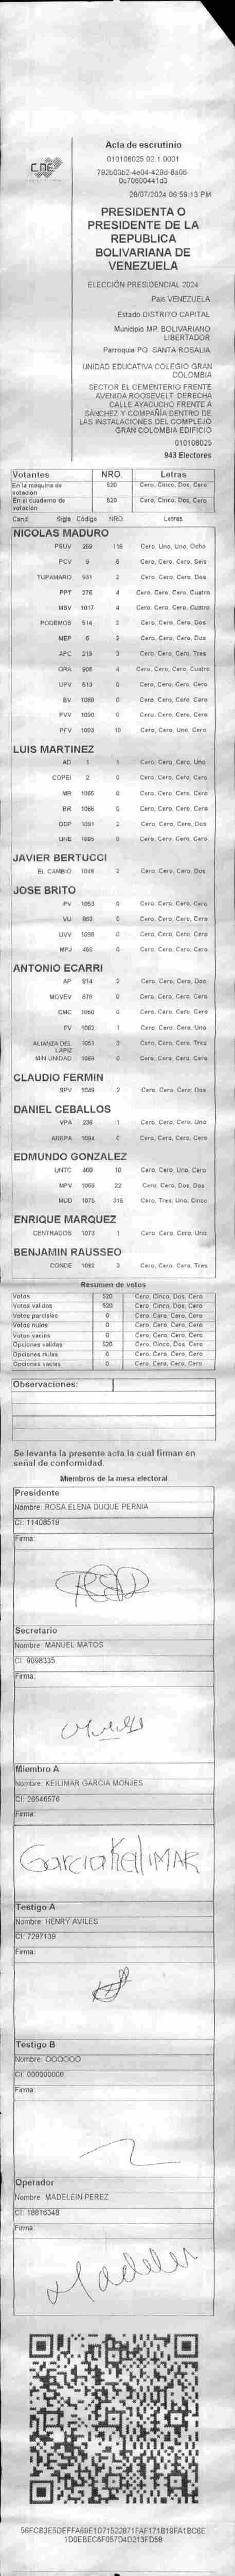 CNE
Acta de escrutinio
010108025.02.1.0001
28/07/2024 06:59:13 PM
PRESIDENTA O
PRESIDENTE DE LA
REPUBLICA
BOLIVARIANA DE
VENEZUELA
ELECCIÓN PRESIDENCIAL 2024
Pais VENEZUELA
Estado DISTRITO CAPITAL
Municipio MP. BOLIVARIANO
LIBERTADOR
Parroquia PQ. SANTA ROSALIA
UNIDAD EDUCATIVA COLEGIO GRAN
COLOMBIA
SECTOR EL CEMENTERIO FRENTE
AVENIDA ROOSEVELT. DERECHA
CALLE AYACUCHO FRENTE A
SÁNCHEZ Y COMPAÑÍA DENTRO DE
LAS INSTALACIONES DEL COMPLEJO
GRAN COLOMBIA EDIFICIO
010108025
943 Electores
Votantes NRO. Letras
En la máquina de votación 520 Cero, Cinco, Dos, Cero
En el cuaderno de votación 520 Cero, Cinco, Dos, Cero
Cand Sigla Código NRO. Letras
NICOLAS MADURO
PSUV 118 Cero, Uno, Uno, Ocho
PCV Cero, Cero, Cero, Seis
TUPAMARO 931 2 Cero, Cero, Cero, Dos
PPT 276 4 Cero, Cero, Cero, Cuatro
MSV 1017 4 Cero, Cero, Cero, Cuatro
PODEMOS 514 2 Cero, Cero, Cero, Dos
MEP 6 2 Cero, Cero, Cero, Dos
APC 219 3 Cero, Cero, Cero, Tres
ORA 906 4 Cero, Cero, Cero, Cuatro
UPV 513 0 Cero, Cero, Cero, Cero
EV 1089 0 Cero, Cero, Cero, Cero
PVV 1090 0 Cero, Cero, Cero, Cero
PFV 1003 10 Cero, Cero, Uno, Cero
LUIS MARTINEZ
AD 1 1 Cero, Cero, Cero, Uno
COPEI 2 0 Cero, Cero, Cero, Cero
MR 1065 0 Cero, Cero, Cero, Cero
BR 1066 0 Cero, Cero, Cero, Cero
DDP 1091 2 Cero, Cero, Cero, Dos
UNE 1095 0 Cero, Cero, Cero, Cero
JAVIER BERTUCCI
EL CAMBIO 1048 2 Cero, Cero, Cero, Dos
JOSE BRITO
PV 1053 0 Cero, Cero, Cero, Cero
VU 868 0 Cero, Cero, Cero, Cero
UVV 1098 0 Cero, Cero, Cero, Cero
MPJ 465 0 Cero, Cero, Cero, Cero
ANTONIO ECARRI
AP 814 2 Cero, Cero, Cero, Dos
MOVEV 876 0 Cero, Cero, Cero, Cero
CMC 1060 0 Cero, Cero, Cero, Cero
FV 1062 1 Cero, Cero, Cero, Uno
ALIANZA DEL LAPIZ 1051 3 Cero, Cero, Cero, Tres
MIN UNIDAD 1068 0 Cero, Cero, Cero, Cero
CLAUDIO FERMIN
SPV 1049 2 Cero, Cero, Cero, Dos
DANIEL CEBALLOS
VPA 236 1 Cero, Cero, Cero, Uno
AREPA 1094 0 Cero, Cero, Cero, Cero
EDMUNDO GONZALEZ
UNTC 460 10 Cero, Cero, Uno, Cero
MPV 1069 22 Cero, Cero, Dos, Dos
MUD 1075 315 Cero, Tres, Uno, Cinco
ENRIQUE MARQUEZ
CENTRADOS 1073 1 Cero, Cero, Cero, Uno
BENJAMIN RAUSSEO
CONDE 1092 3 Cero, Cero, Cero, Tres
Resumen de votos
Votos 520 Cero, Cinco, Dos, Cero
Votos validos 520 Cero, Cinco, Dos, Cero
Votos parciales 0 Cero, Cero, Cero, Cero
Votos nulos 0 Cero, Cero, Cero, Cero
Votos vacios 0 Cero, Cero, Cero, Cero
Opciones validas 520 Cero, Cinco, Dos, Cero
Opciones nulas 0 Cero, Cero, Cero, Cero
Opciones vacias 0 Cero, Cero, Cero, Cero
Observaciones:
Se levanta la presente acta la cual firman en
señal de conformidad.
Miembros de la mesa electoral
Presidente
Nombre: ROSA ELENA DUQUE PERNIA
CI: 11408519
Firma:
Secretario
Nombre: MANUEL MATOS
CI: 9098335
Firma:
Miembro A
Nombre: KEILIMAR GARCIA MONJES
CI: 26546576
Firma:
Garcia KeilIMAR
Testigo A
Nombre: HENRY AVILES
CI: 7297139
Firma:
Testigo B
Nombre: OOOOOO
CI: 000000000
Firma:
Operador
Nombre: MADELEIN PEREZ
CI: 18816348
Firma: